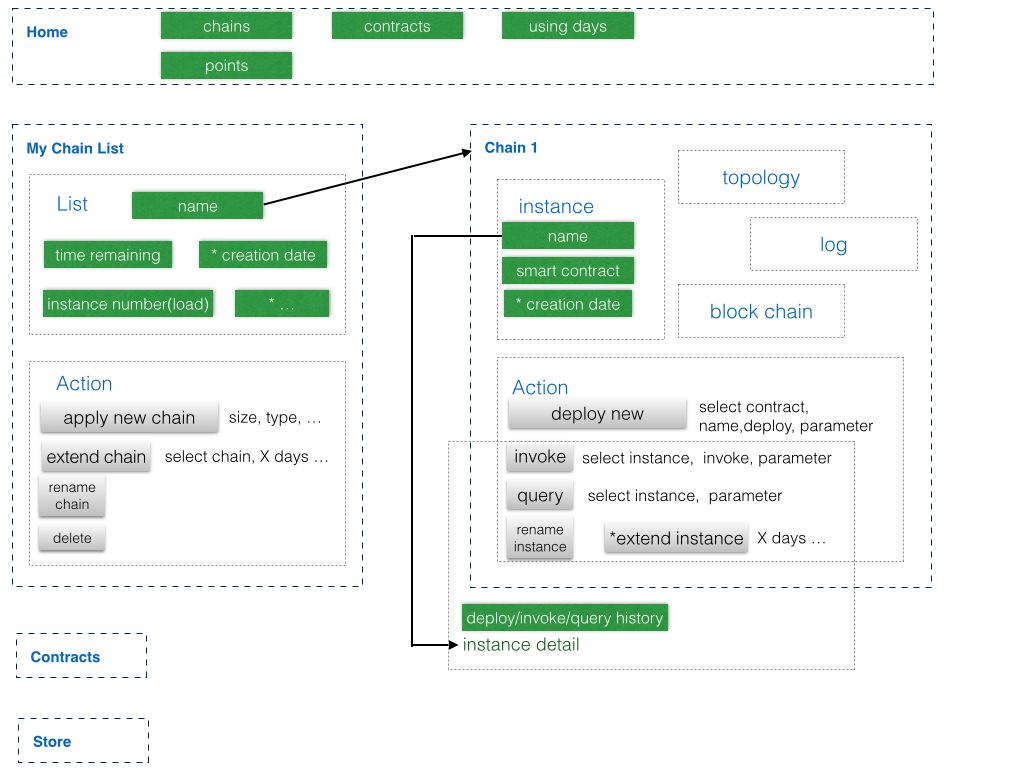 Home
chains
contracts
using days
points
My Chain List
List
name
time remaining
* creation date
instance number(load)
* ...
Action
apply new chain
size, type, ...
extend chain
select chain, X days ...
rename
chain
delete
Chain 1
instance
name
smart contract
* creation date
topology
log
block chain
Action
deploy new
select contract,
name,deploy, parameter
invoke
select instance, invoke, parameter
query
select instance, parameter
rename
instance
*extend instance
X days ...
deploy/invoke/query history
instance detail
Contracts
Store